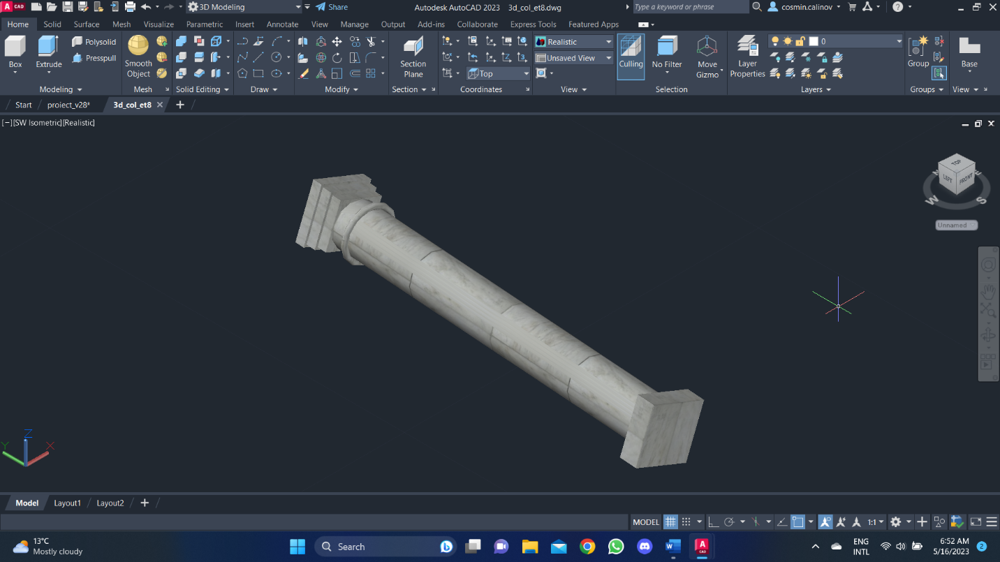 A CAD 3D Modeling Share Autodesk AutoCAD 2023 3d_col_et8.dwg Type a keyword or phrase cosmin.calinov
Home Solid Surface Mesh Visualize Parametric Insert Annotate View Manage Output Add-ins Collaborate Express Tools Featured Apps
Box
Extrude
Polysolid
Presspull
Modeling
Smooth
Object
Mesh
Solid Editing
Draw
Modify
Section
Plane
Section
Top
Coordinates
Realistic
Unsaved View
View
Culling
No Filter
Move
Gizmo
Selection
Layer
Properties
0
Layers
Group
Groups
Base
View
Start proiect_v28* 3d_col_et8
[−][SW Isometric][Realistic]
TOP
LEFT
FRONT
N
E
W
S
Unnamed
Z
Y
X
Model Layout1 Layout2
MODEL 1:1
13°C
Mostly cloudy
Search
W
A
CAD
ENG
INTL
6:52 AM
5/16/2023
2